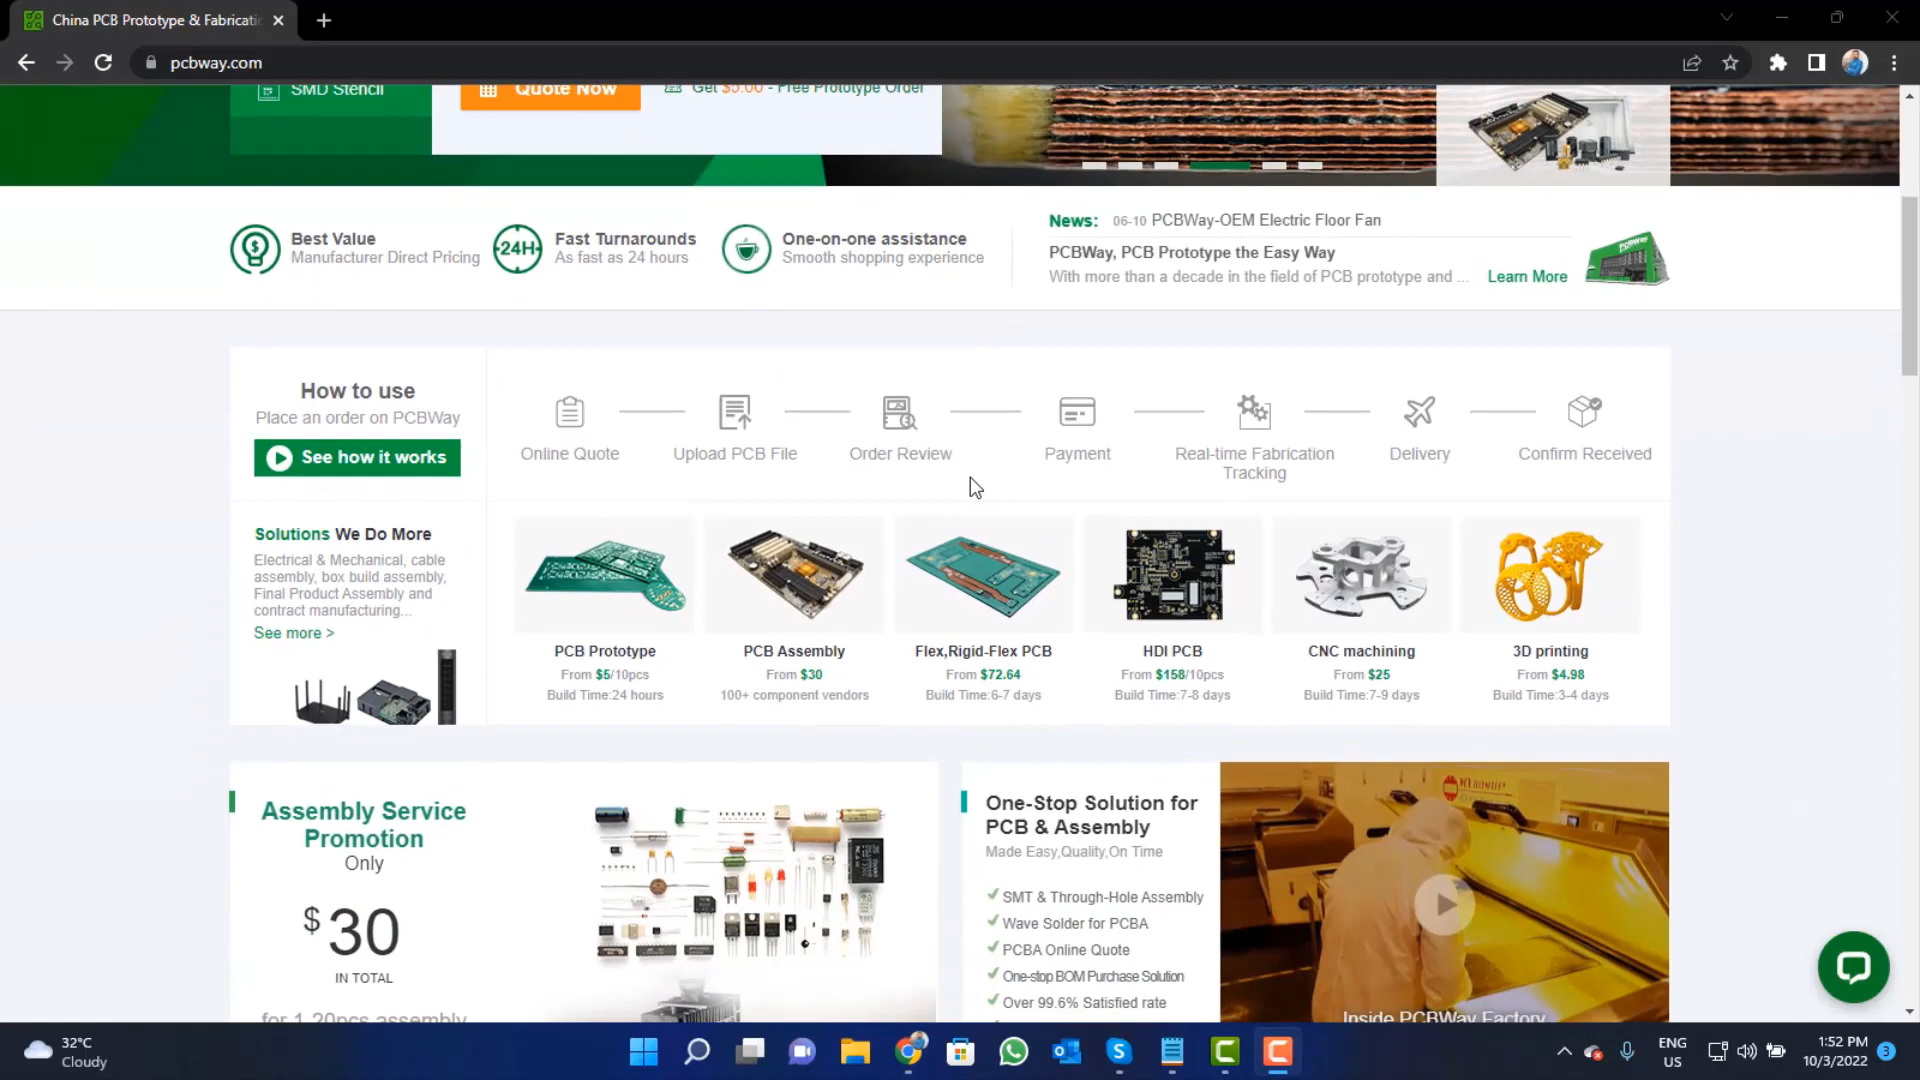 China PCB Prototype & Fabricati
pcbway.com
SMD Stencil
Quote Now
Get $5.00 - Free Prototype Order
Best Value
Manufacturer Direct Pricing
24H
Fast Turnarounds
As fast as 24 hours
One-on-one assistance
Smooth shopping experience
News: 06-10 PCBWay-OEM Electric Floor Fan
PCBWay, PCB Prototype the Easy Way
With more than a decade in the field of PCB prototype and ... Learn More
PCBWay
How to use
Place an order on PCBWay
See how it works
Online Quote
Upload PCB File
Order Review
Payment
Real-time Fabrication
Tracking
Delivery
Confirm Received
Solutions We Do More
Electrical & Mechanical, cable
assembly, box build assembly,
Final Product Assembly and
contract manufacturing...
See more >
PCB Prototype
From $5/10pcs
Build Time:24 hours
PCB Assembly
From $30
100+ component vendors
Flex,Rigid-Flex PCB
From $72.64
Build Time:6-7 days
HDI PCB
From $158/10pcs
Build Time:7-8 days
CNC machining
From $25
Build Time:7-9 days
3D printing
From $4.98
Build Time:3-4 days
Assembly Service
Promotion
Only
$30
IN TOTAL
for 1-20pcs assembly
One-Stop Solution for
PCB & Assembly
Made Easy,Quality,On Time
SMT & Through-Hole Assembly
Wave Solder for PCBA
PCBA Online Quote
One-stop BOM Purchase Solution
Over 99.6% Satisfied rate
Inside PCBWay Factory
32°C
Cloudy
ENG
US
1:52 PM
10/3/2022
3